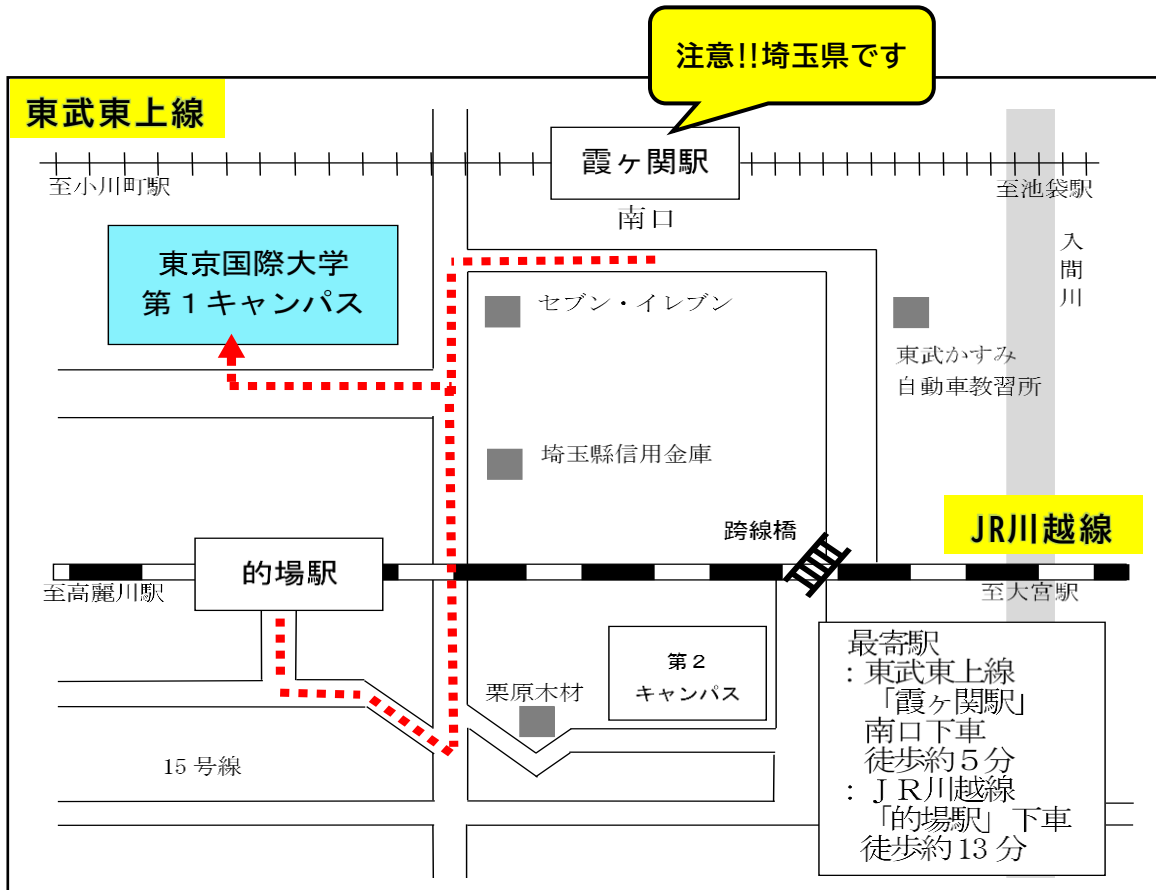 注意!!埼玉県です
東武東上線
霞ヶ関駅
至小川町駅
至池袋駅
南口
入間川
東京国際大学
第１キャンパス
セブン・イレブン
東武かすみ
自動車教習所
埼玉縣信用金庫
JR川越線
跨線橋
的場駅
至高麗川駅
至大宮駅
第２
キャンパス
栗原木材
15号線
最寄駅
：東武東上線
「霞ヶ関駅」
南口下車
徒歩約５分
：ＪＲ川越線
「的場駅」下車
徒歩約13分